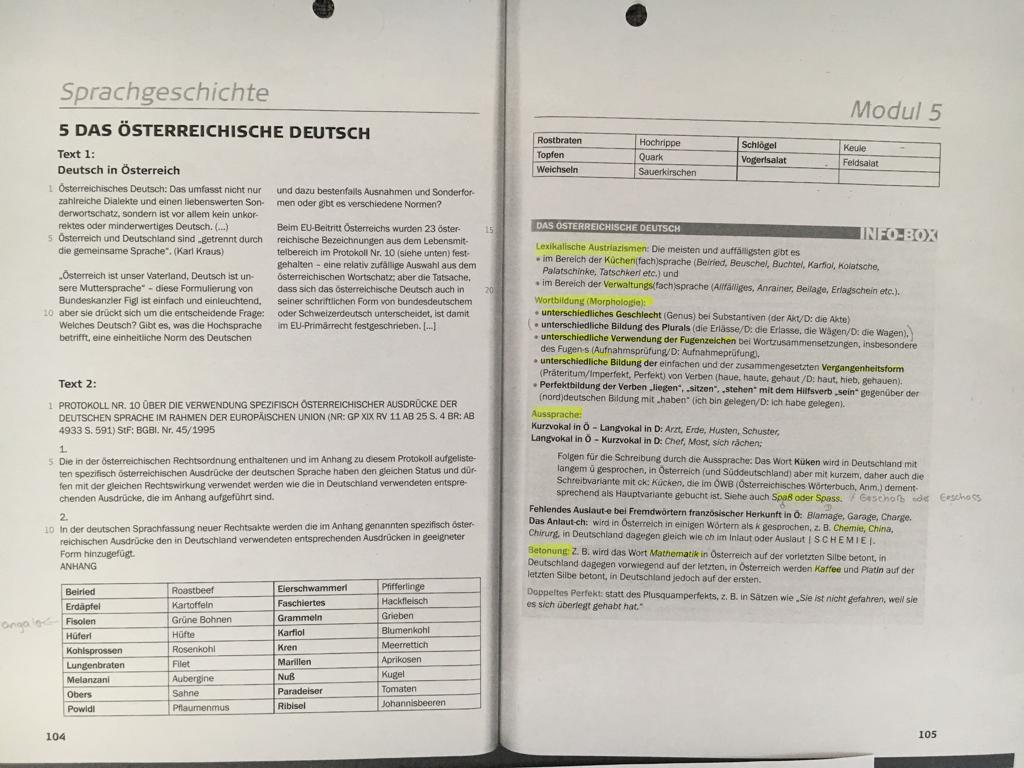 Sprachgeschichte
5 DAS ÖSTERREICHISCHE DEUTSCH
Text 1:
Deutsch in Österreich
1 Österreichisches Deutsch: Das umfasst nicht nur
zahlreiche Dialekte und einen liebenswerten Son-
derwortschatz, sondern ist vor allem kein unkor-
rektes oder minderwertiges Deutsch. (...)
5 Österreich und Deutschland sind „getrennt durch
die gemeinsame Sprache“. (Karl Kraus)
„Österreich ist unser Vaterland, Deutsch ist un-
sere Muttersprache“ – diese Formulierung von
Bundeskanzler Figl ist einfach und einleuchtend,
10 aber sie drückt sich um die entscheidende Frage:
Welches Deutsch? Gibt es, was die Hochsprache
betrifft, eine einheitliche Norm des Deutschen
und dazu bestenfalls Ausnahmen und Sonderfor-
men oder gibt es verschiedene Normen?
Beim EU-Beitritt Österreichs wurden 23 öster- 15
reichische Bezeichnungen aus dem Lebensmit-
telbereich im Protokoll Nr. 10 (siehe unten) fest-
gehalten – eine relativ zufällige Auswahl aus dem
österreichischen Wortschatz; aber die Tatsache,
dass sich das österreichische Deutsch auch in 20
seiner schriftlichen Form von bundesdeutschem
oder Schweizerdeutsch unterscheidet, ist damit
im EU-Primärrecht festgeschrieben. [...]
Text 2:
1 PROTOKOLL NR. 10 ÜBER DIE VERWENDUNG SPEZIFISCH ÖSTERREICHISCHER AUSDRÜCKE DER
DEUTSCHEN SPRACHE IM RAHMEN DER EUROPÄISCHEN UNION (NR: GP XIX RV 11 AB 25 S. 4 BR: AB
4933 S. 591) StF: BGBl. Nr. 45/1995
1.
5 Die in der österreichischen Rechtsordnung enthaltenen und im Anhang zu diesem Protokoll aufgeliste-
ten spezifisch österreichischen Ausdrücke der deutschen Sprache haben den gleichen Status und dür-
fen mit der gleichen Rechtswirkung verwendet werden wie die in Deutschland verwendeten entspre-
chenden Ausdrücke, die im Anhang aufgeführt sind.
2.
10 In der deutschen Sprachfassung neuer Rechtsakte werden die im Anhang genannten spezifisch öster-
reichischen Ausdrücke den in Deutschland verwendeten entsprechenden Ausdrücken in geeigneter
Form hinzugefügt.
ANHANG
Beiried Roastbeef Eierschwammerl Pfifferlinge
Erdäpfel Kartoffeln Faschiertes Hackfleisch
Fisolen Grüne Bohnen Grammeln Grieben
Hüferl Hüfte Karfiol Blumenkohl
Kohlsprossen Rosenkohl Kren Meerrettich
Lungenbraten Filet Marillen Aprikosen
Melanzani Aubergine Nuß Kugel
Obers Sahne Paradeiser Tomaten
Powidl Pflaumenmus Ribisel Johannisbeeren
104
Modul 5
Rostbraten Hochrippe Schlögel Keule
Topfen Quark Vogerlsalat Feldsalat
Weichseln Sauerkirschen
DAS ÖSTERREICHISCHE DEUTSCH INFO-BOX
Lexikalische Austriazismen: Die meisten und auffälligsten gibt es
• im Bereich der Küchen(fach)sprache (Beiried, Beuschel, Buchtel, Karfiol, Kolatsche,
Palatschinke, Tatschkerl etc.) und
• im Bereich der Verwaltungs(fach)sprache (Allfälliges, Anrainer, Beilage, Erlagschein etc.).
Wortbildung (Morphologie):
• unterschiedliches Geschlecht (Genus) bei Substantiven (der Akt/D: die Akte)
• unterschiedliche Bildung des Plurals (die Erlässe/D: die Erlasse, die Wägen/D: die Wagen),
• unterschiedliche Verwendung der Fugenzeichen bei Wortzusammensetzungen, insbesondere
des Fugen-s (Aufnahmsprüfung/D: Aufnahmeprüfung),
• unterschiedliche Bildung der einfachen und der zusammengesetzten Vergangenheitsform
(Präteritum/Imperfekt, Perfekt) von Verben (haue, haute, gehaut /D: haut, hieb, gehauen).
• Perfektbildung der Verben „liegen“, „sitzen“, „stehen“ mit dem Hilfsverb „sein“ gegenüber der
(nord)deutschen Bildung mit „haben“ (ich bin gelegen/D: ich habe gelegen).
Aussprache:
Kurzvokal in Ö – Langvokal in D: Arzt, Erde, Husten, Schuster,
Langvokal in Ö – Kurzvokal in D: Chef, Most, sich rächen;
Folgen für die Schreibung durch die Aussprache: Das Wort Küken wird in Deutschland mit
langem ü gesprochen, in Österreich (und Süddeutschland) aber mit kurzem, daher auch die
Schreibvariante mit ck: Kücken, die im ÖWB (Österreichisches Wörterbuch, Anm.) dement-
sprechend als Hauptvariante gebucht ist. Siehe auch Spaß oder Spass. / Geschoß oder Geschoss
Fehlendes Auslaut-e bei Fremdwörtern französischer Herkunft in Ö: Blamage, Garage, Charge.
Das Anlaut-ch: wird in Österreich in einigen Wörtern als k gesprochen, z. B. Chemie, China,
Chirurg, in Deutschland dagegen gleich wie ch im Inlaut oder Auslaut | S C H E M I E |.
Betonung: Z. B. wird das Wort Mathematik in Österreich auf der vorletzten Silbe betont, in
Deutschland dagegen vorwiegend auf der letzten, in Österreich werden Kaffee und Platin auf der
letzten Silbe betont, in Deutschland jedoch auf der ersten.
Doppeltes Perfekt: statt des Plusquamperfekts, z. B. in Sätzen wie „Sie ist nicht gefahren, weil sie
es sich überlegt gehabt hat.“
105